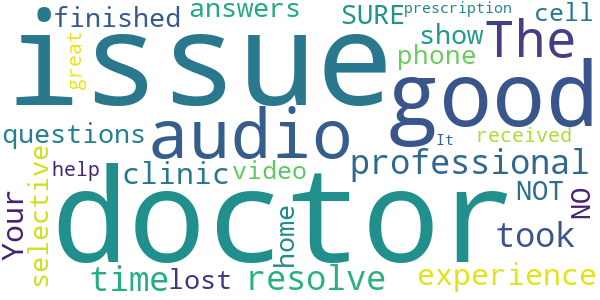 finished answers SURE prescription cell
great issue show The
phone good
questions audio It received
selective help clinic video professional
Your doctor home NOT NO
took
time lost resolve experience